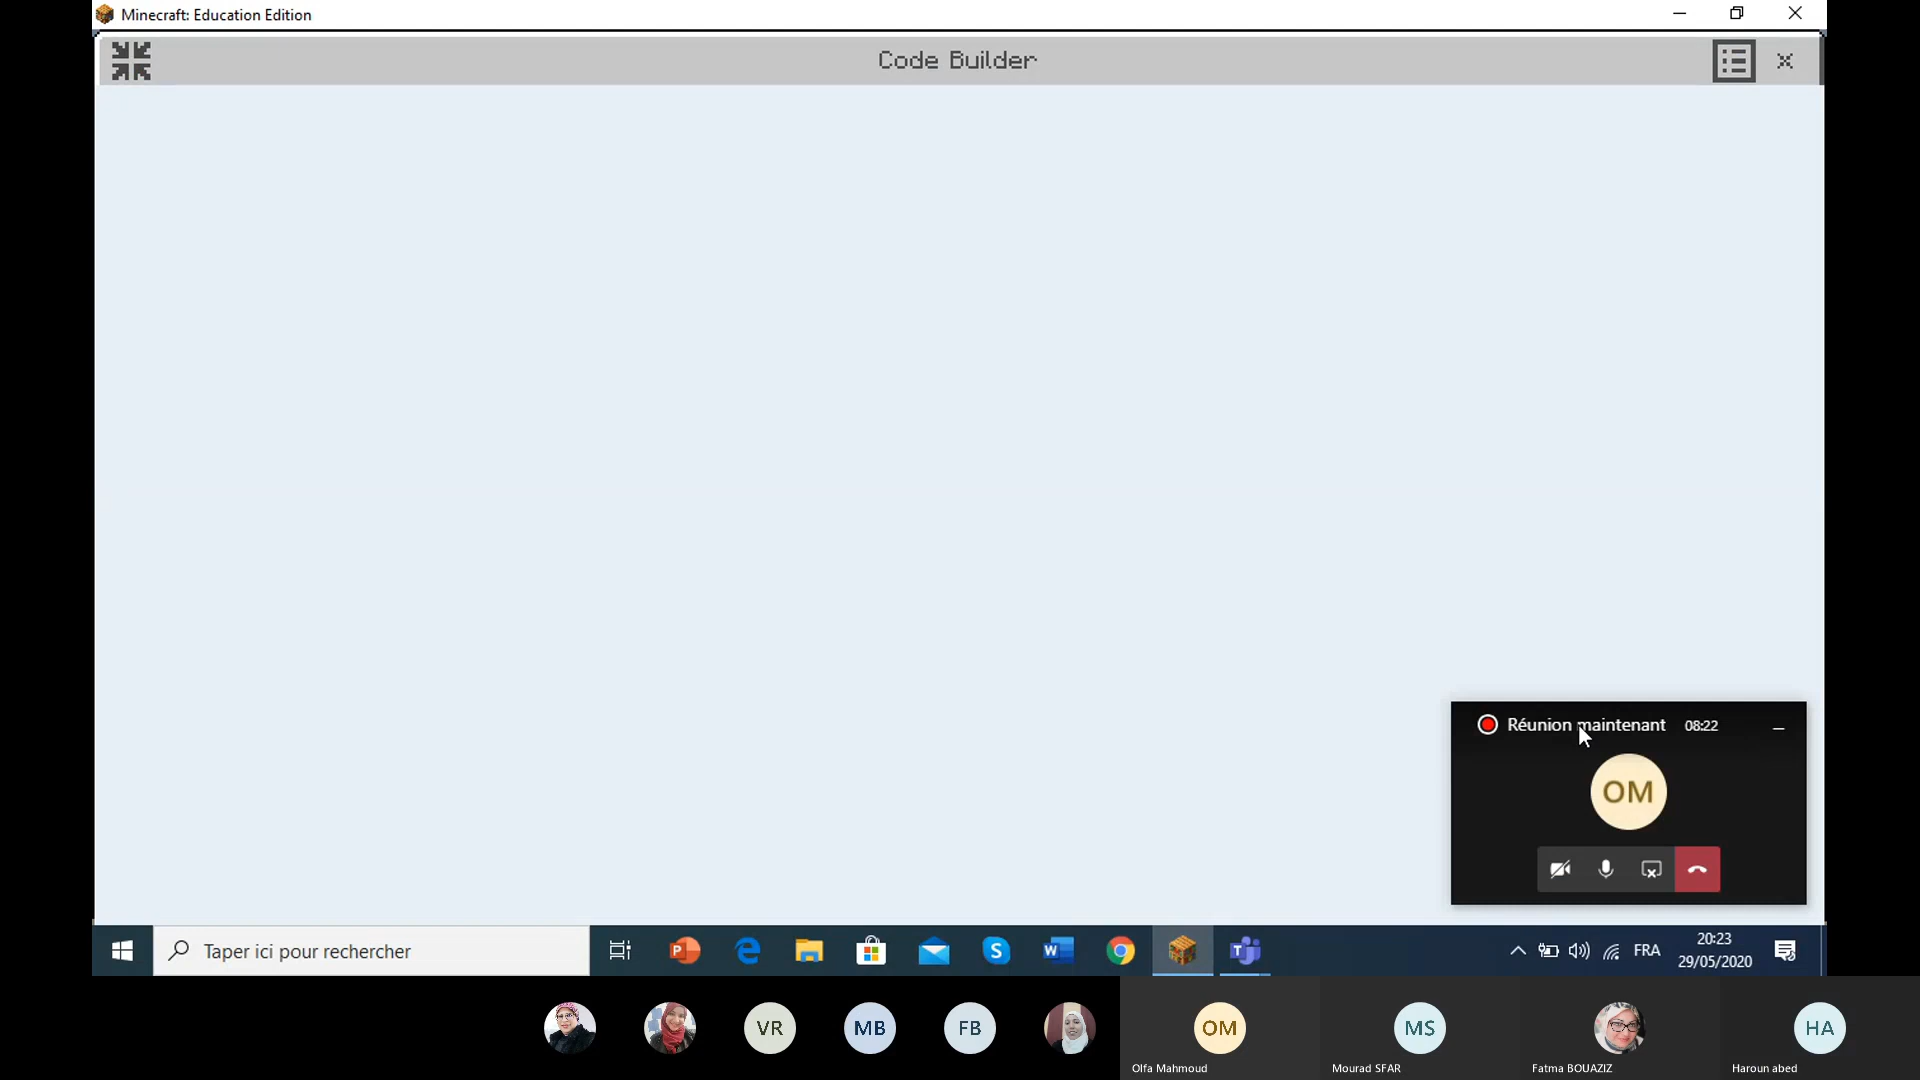 Minecraft: Education Edition
Code Builder
Réunion maintenant 08:22
OM
Taper ici pour rechercher
FRA
20:23
29/05/2020
VR
MB
FB
OM
MS
HA
Olfa Mahmoud
Mourad SFAR
Fatma BOUAZIZ
Haroun abed